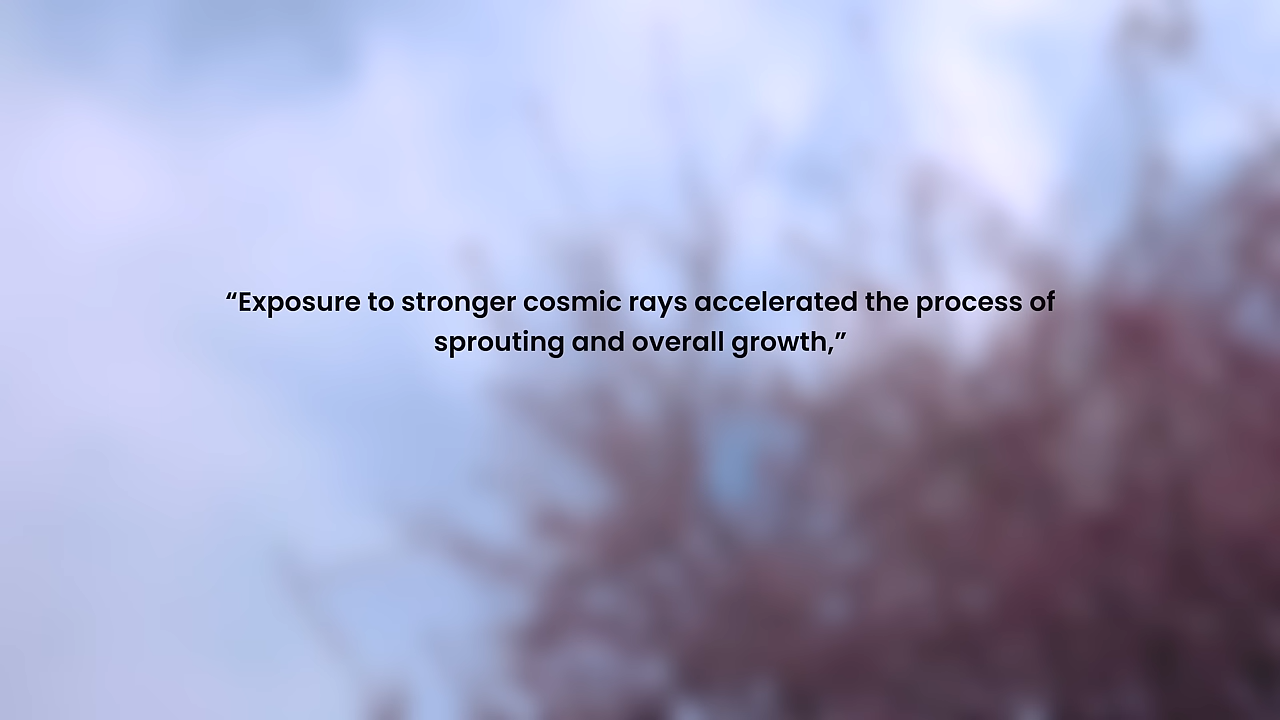 “Exposure to stronger cosmic rays accelerated the process of
sprouting and overall growth,”